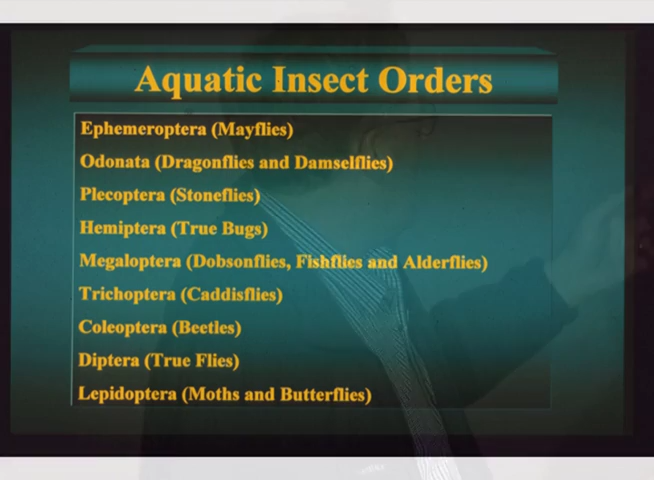 Aquatic Insect Orders
Ephemeroptera (Mayflies)
Odonata (Dragonflies and Damselflies)
Plecoptera (Stoneflies)
Hemiptera (True Bugs)
Megaloptera (Dobsonflies, Fishflies and Alderflies)
Trichoptera (Caddisflies)
Coleoptera (Beetles)
Diptera (True Flies)
Lepidoptera (Moths and Butterflies)